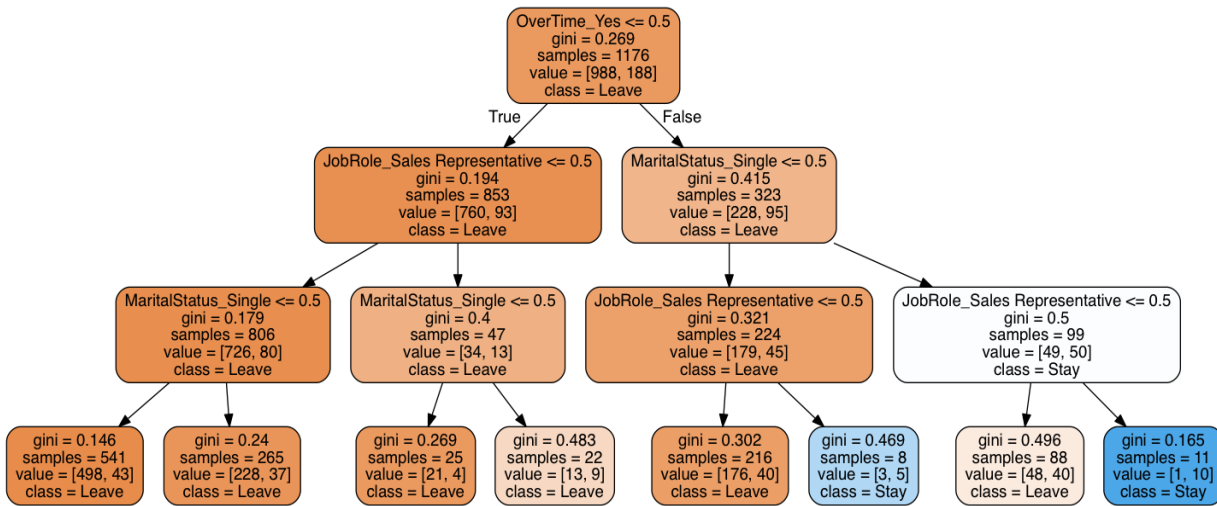 OverTime_Yes <= 0.5
gini = 0.269
samples = 1176
value = [988, 188]
class = Leave
True
False
JobRole_Sales Representative <= 0.5
gini = 0.194
samples = 853
value = [760, 93]
class = Leave
MaritalStatus_Single <= 0.5
gini = 0.415
samples = 323
value = [228, 95]
class = Leave
MaritalStatus_Single <= 0.5
gini = 0.179
samples = 806
value = [726, 80]
class = Leave
MaritalStatus_Single <= 0.5
gini = 0.4
samples = 47
value = [34, 13]
class = Leave
JobRole_Sales Representative <= 0.5
gini = 0.321
samples = 224
value = [179, 45]
class = Leave
JobRole_Sales Representative <= 0.5
gini = 0.5
samples = 99
value = [49, 50]
class = Stay
gini = 0.146
samples = 541
value = [498, 43]
class = Leave
gini = 0.24
samples = 265
value = [228, 37]
class = Leave
gini = 0.269
samples = 25
value = [21, 4]
class = Leave
gini = 0.483
samples = 22
value = [13, 9]
class = Leave
gini = 0.302
samples = 216
value = [176, 40]
class = Leave
gini = 0.469
samples = 8
value = [3, 5]
class = Stay
gini = 0.496
samples = 88
value = [48, 40]
class = Leave
gini = 0.165
samples = 11
value = [1, 10]
class = Stay